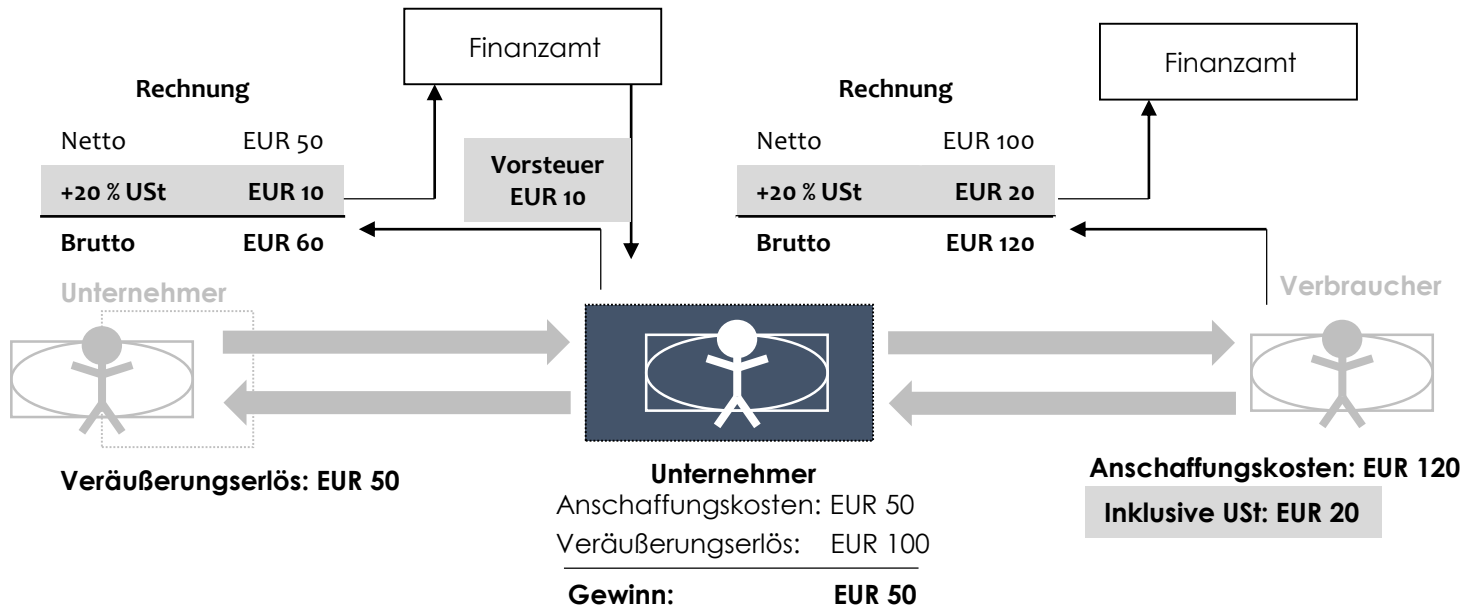 Finanzamt
Rechnung
Netto EUR 50
+20 % USt EUR 10
Brutto EUR 60
Vorsteuer
EUR 10
Finanzamt
Rechnung
Netto EUR 100
+20 % USt EUR 20
Brutto EUR 120
Unternehmer
Verbraucher
Veräußerungserlös: EUR 50
Unternehmer
Anschaffungskosten: EUR 50
Veräußerungserlös: EUR 100
Gewinn: EUR 50
Anschaffungskosten: EUR 120
Inklusive USt: EUR 20